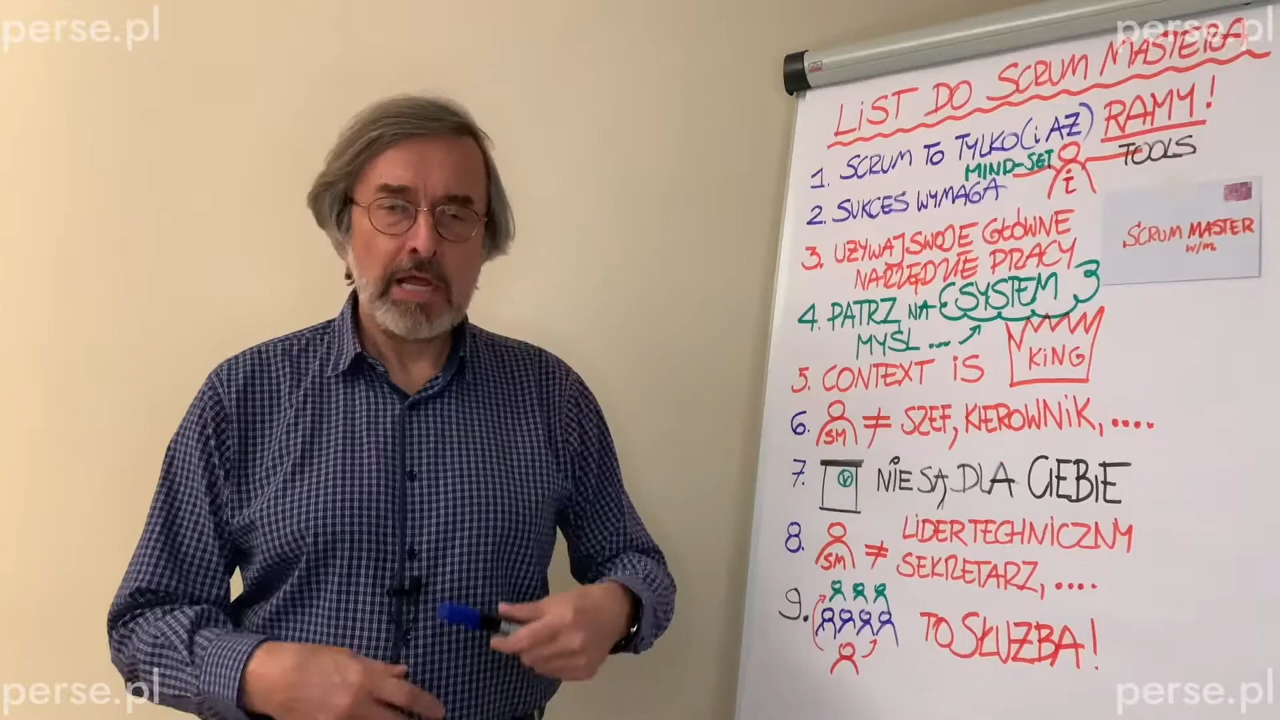 perse.pl
perse.pl
LIST DO SCRUM MASTERA
1. SCRUM TO TYLKO (i AŻ) RAMY!
MIND-SET
TOOLS
2. SUKCES WYMAGA
i
SCRUM MASTER
w/m
3. UŻYWAJ SWOJE GŁÓWNE
NARZĘDZIE PRACY
4. PATRZ NA SYSTEM
MYŚL ...
5. CONTEXT IS KING
6. SM ≠ SZEF, KIEROWNIK, ....
7. V NIE SĄ DLA CIEBIE
8. SM ≠ LIDER TECHNICZNY
SEKRETARZ, ....
9. TO SŁUŻBA!
perse.pl
perse.pl